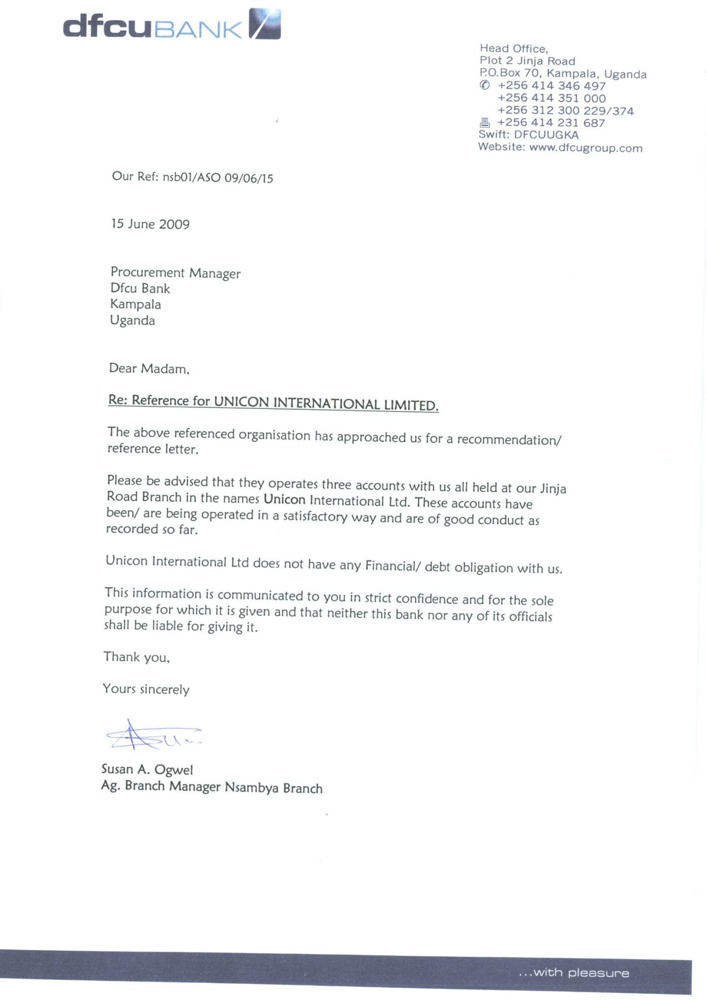 dfcu BANK
Head Office,
Plot 2 Jinja Road
P.O.Box 70, Kampala, Uganda
+256 414 346 497
+256 414 351 000
+256 312 300 229/374
+256 414 231 687
Swift: DFCUUGKA
Website: www.dfcugroup.com
Our Ref: nsb01/ASO 09/06/15
15 June 2009
Procurement Manager
Dfcu Bank
Kampala
Uganda
Dear Madam,
Re: Reference for UNICON INTERNATIONAL LIMITED.
The above referenced organisation has approached us for a recommendation/
reference letter.
Please be advised that they operates three accounts with us all held at our Jinja
Road Branch in the names Unicon International Ltd. These accounts have
been/ are being operated in a satisfactory way and are of good conduct as
recorded so far.
Unicon International Ltd does not have any Financial/ debt obligation with us.
This information is communicated to you in strict confidence and for the sole
purpose for which it is given and that neither this bank nor any of its officials
shall be liable for giving it.
Thank you,
Yours sincerely
Susan A. Ogwel
Ag. Branch Manager Nsambya Branch
...with pleasure